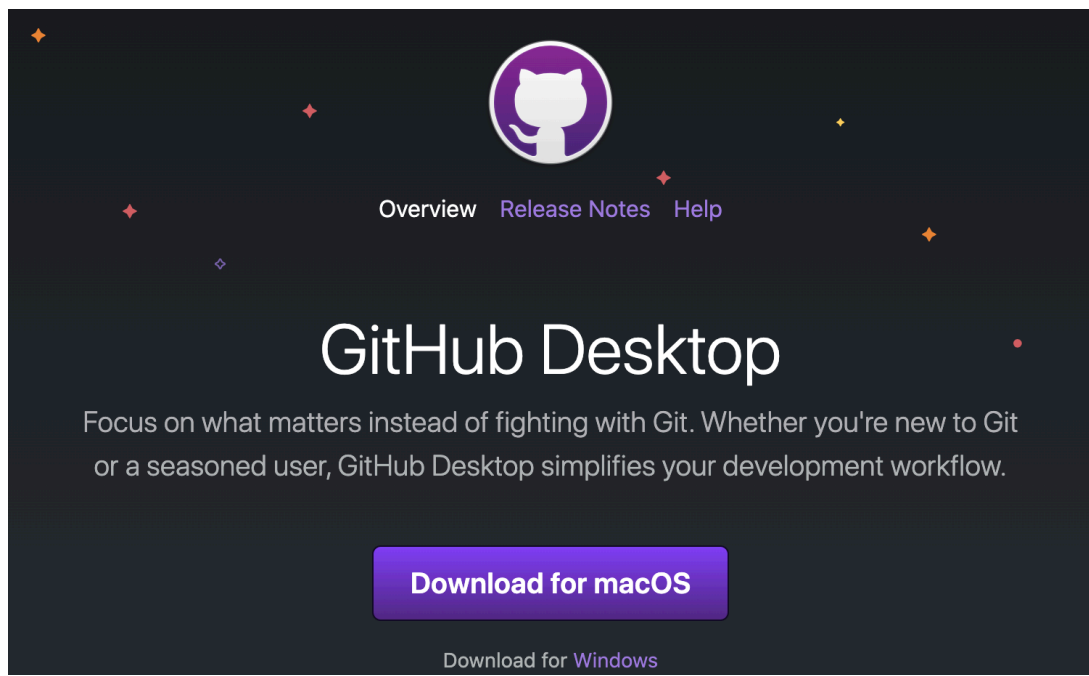 Overview Release Notes Help
GitHub Desktop
Focus on what matters instead of fighting with Git. Whether you're new to Git
or a seasoned user, GitHub Desktop simplifies your development workflow.
Download for macOS
Download for Windows